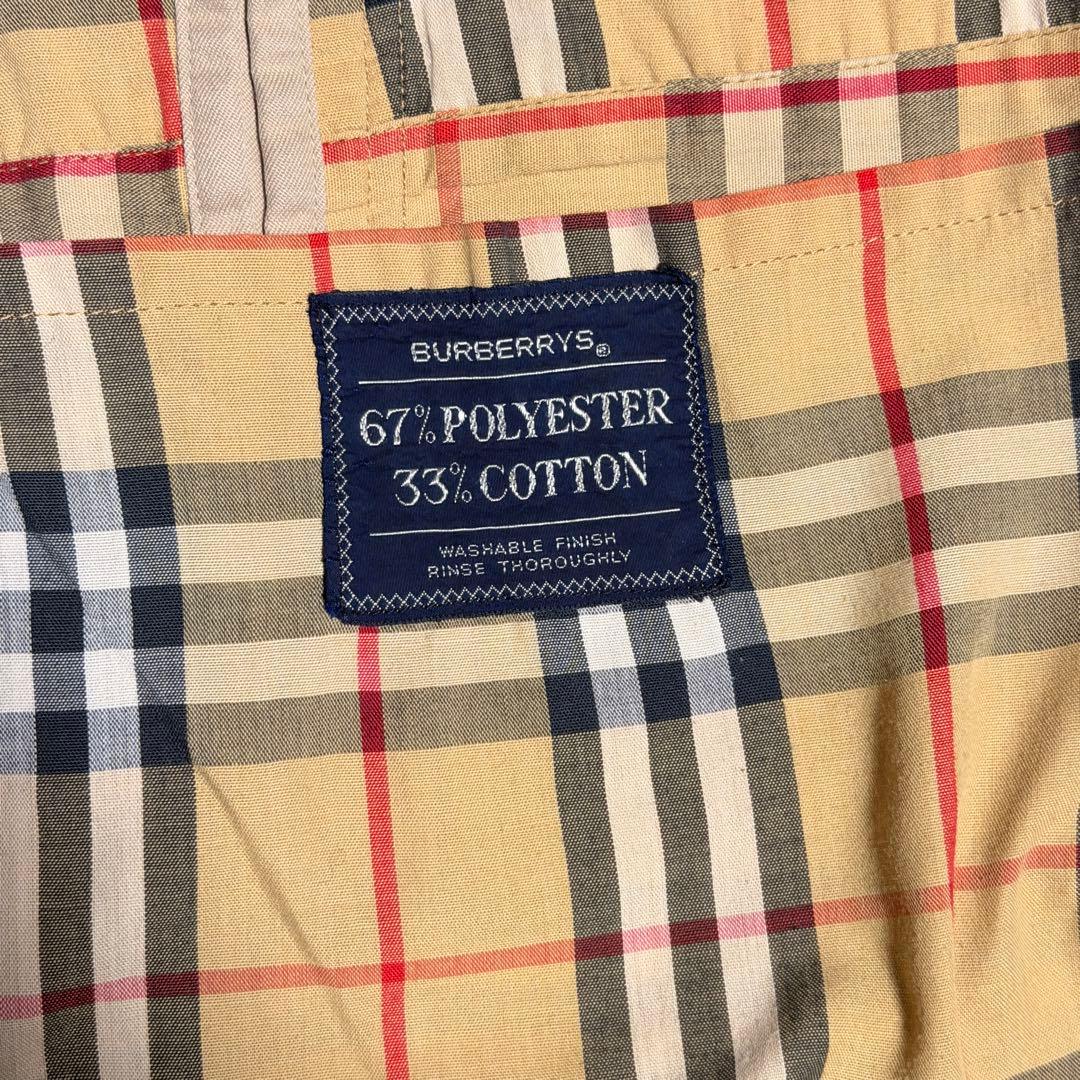 BURBERRYS®
67% POLYESTER
33% COTTON
WASHABLE FINISH
RINSE THOROUGHLY